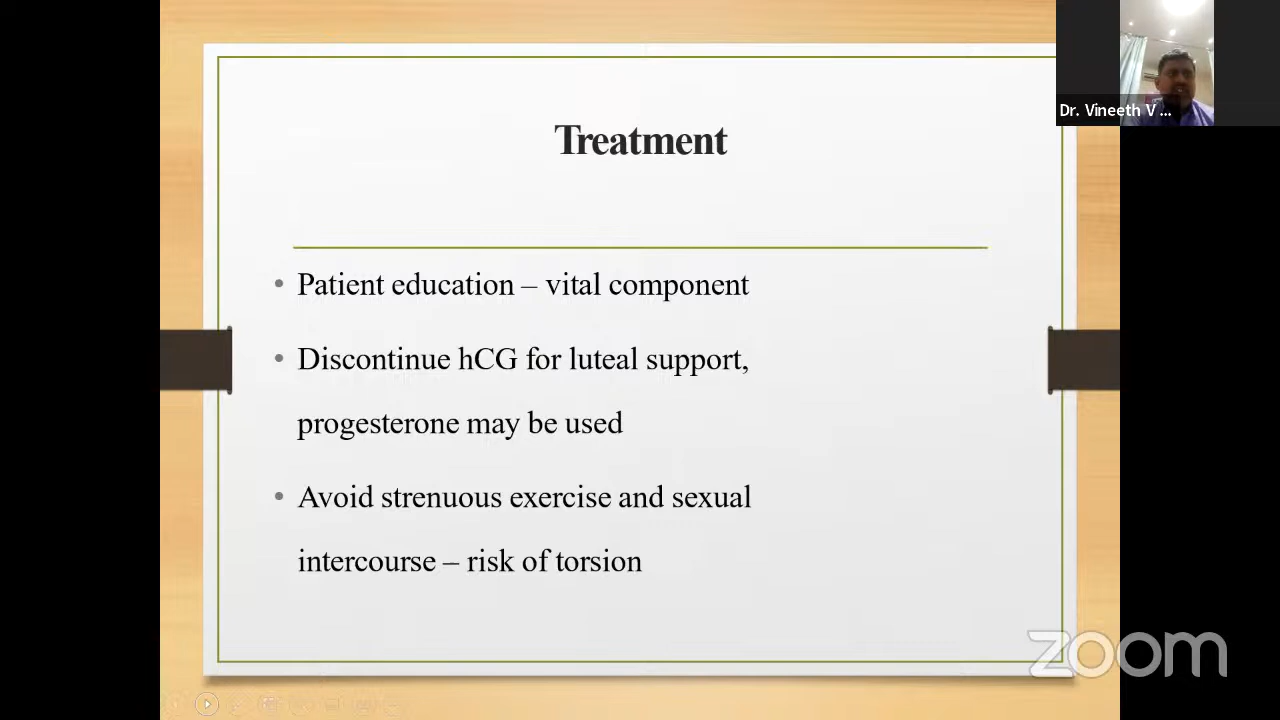 Dr. Vineeth V ...
Treatment
• Patient education – vital component
• Discontinue hCG for luteal support,
progesterone may be used
• Avoid strenuous exercise and sexual
intercourse – risk of torsion
zoom